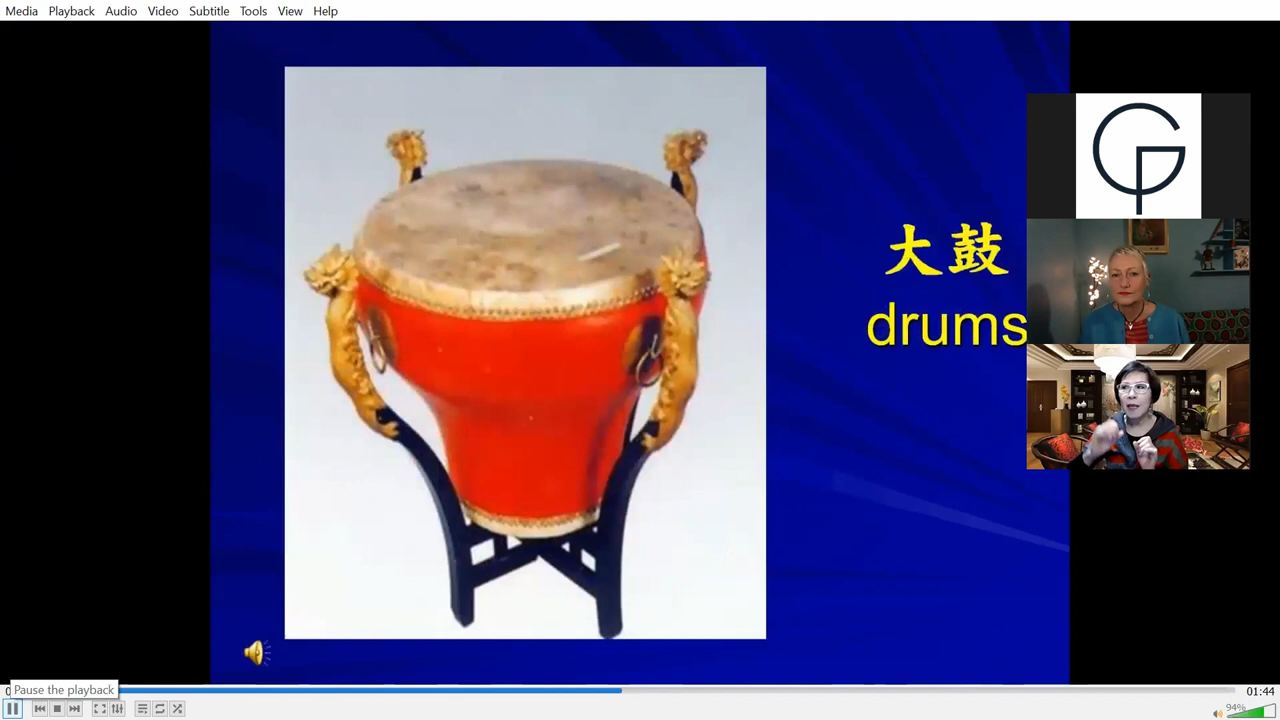 Media Playback Audio Video Subtitle Tools View Help
大鼓
drums
Pause the playback
01:44
94%